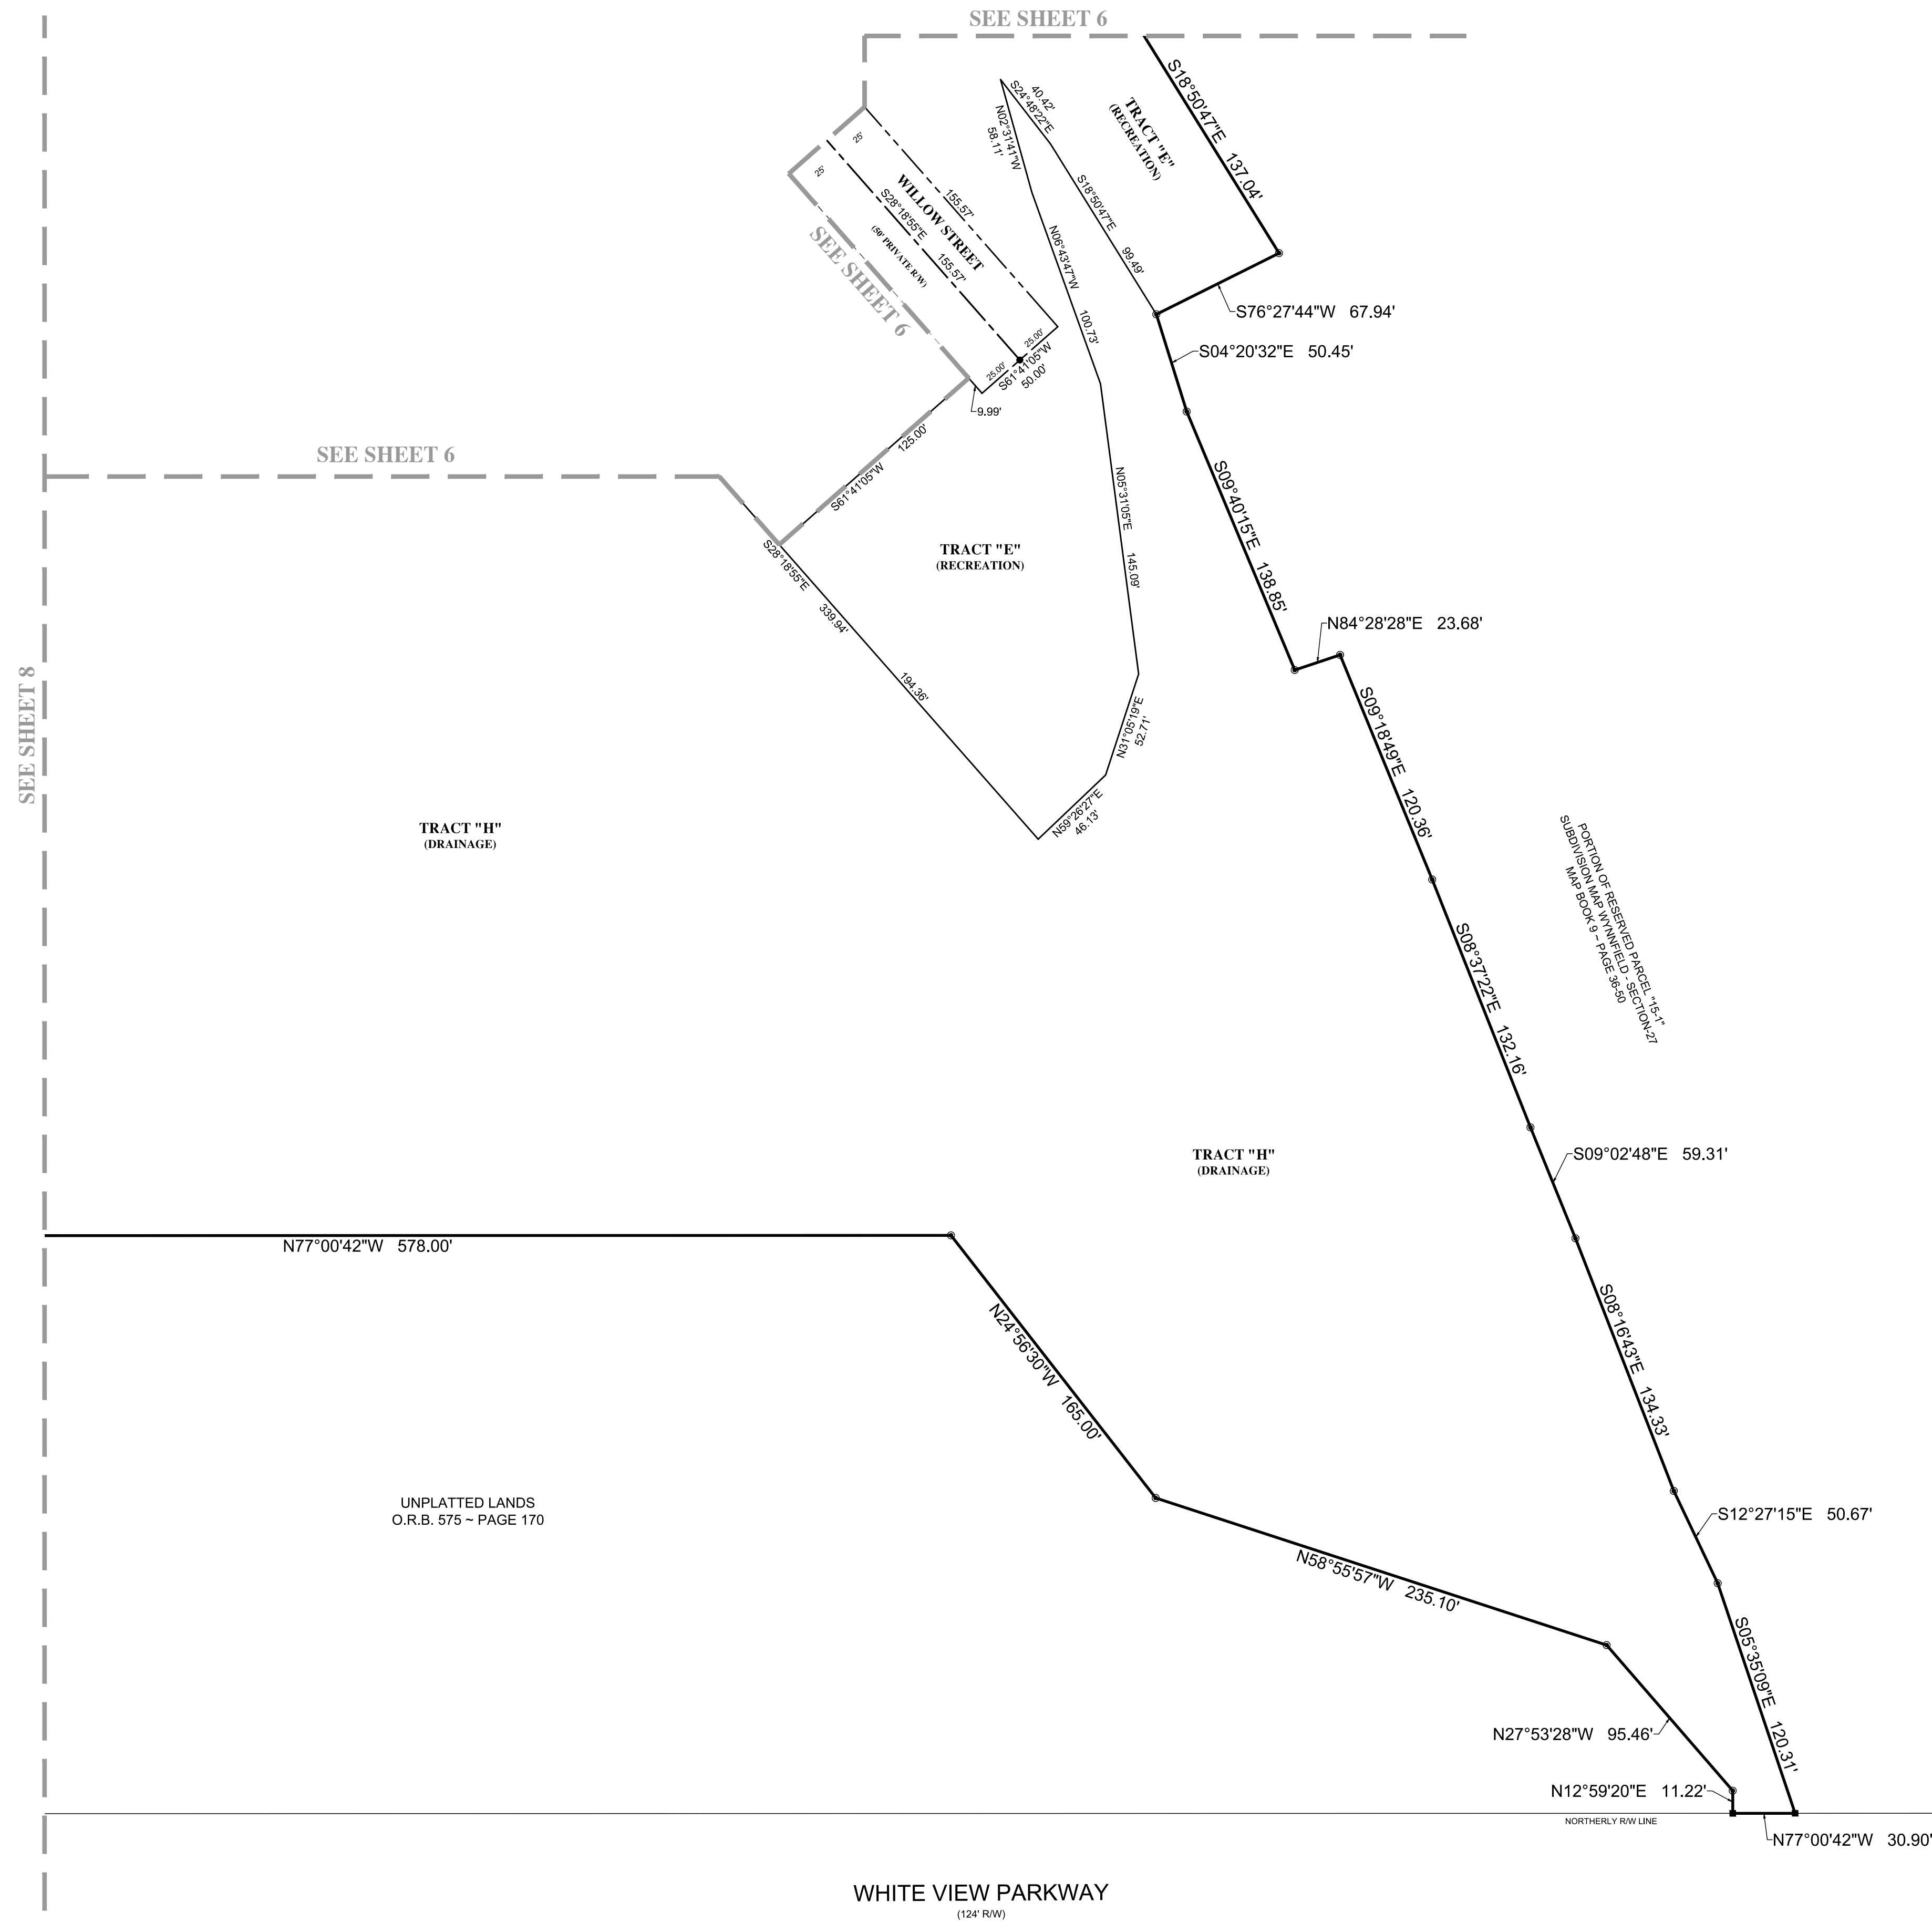 SEE SHEET 6
S18°50'47"E 137.04'
TRACT "E"
(RECREATION)
40.42'
S24°48'22"E
N02°31'41"W
58.11'
25'
25'
WILLOW STREET
155.57'
S28°18'55"E 155.57'
(50' PRIVATE R/W)
SEE SHEET 6
S18°50'47"E 99.49'
N06°43'47"W 100.73'
S76°27'44"W 67.94'
S04°20'32"E 50.45'
25.00'
25.00'
S61°41'05"W
50.00'
9.99'
S61°41'05"W 125.00'
SEE SHEET 6
S09°40'15"E 138.85'
N05°31'05"E 145.09'
TRACT "E"
(RECREATION)
S28°18'55"E 339.94'
194.36'
N84°28'28"E 23.68'
N31°05'19"E
52.71'
N59°26'27"E
46.13'
SEE SHEET 8
S09°18'49"E 120.36'
TRACT "H"
(DRAINAGE)
PORTION OF RESERVED PARCEL "15-1"
SUBDIVISION MAP WYNNFIELD - SECTION-27
MAP BOOK 9 ~ PAGE 36-50
S08°37'22"E 132.16'
TRACT "H"
(DRAINAGE)
S09°02'48"E 59.31'
N77°00'42"W 578.00'
S08°16'43"E 134.33'
N24°56'30"W 165.00'
UNPLATTED LANDS
O.R.B. 575 ~ PAGE 170
S12°27'15"E 50.67'
N58°55'57"W 235.10'
S05°35'09"E 120.31'
N27°53'28"W 95.46'
N12°59'20"E 11.22'
NORTHERLY R/W LINE
N77°00'42"W 30.90'
WHITE VIEW PARKWAY
(124' R/W)